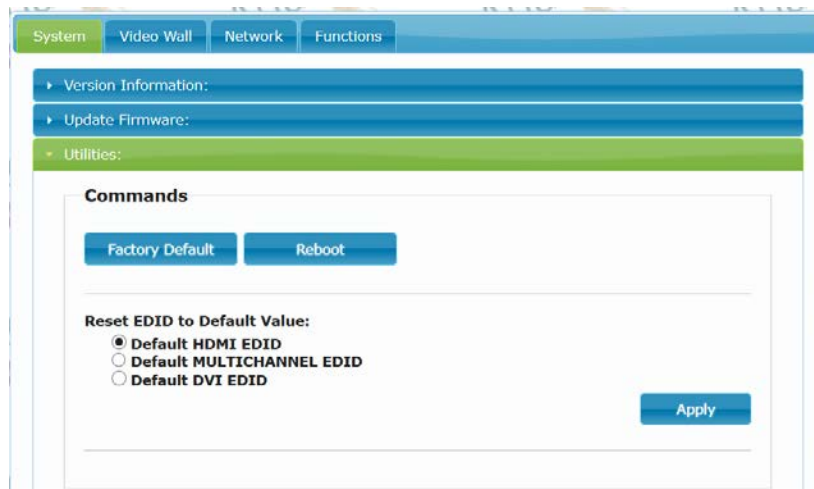 System Video Wall Network Functions
Version Information:
Update Firmware:
Utilities:
Commands
Factory Default Reboot
Reset EDID to Default Value:
Default HDMI EDID
Default MULTICHANNEL EDID
Default DVI EDID
Apply